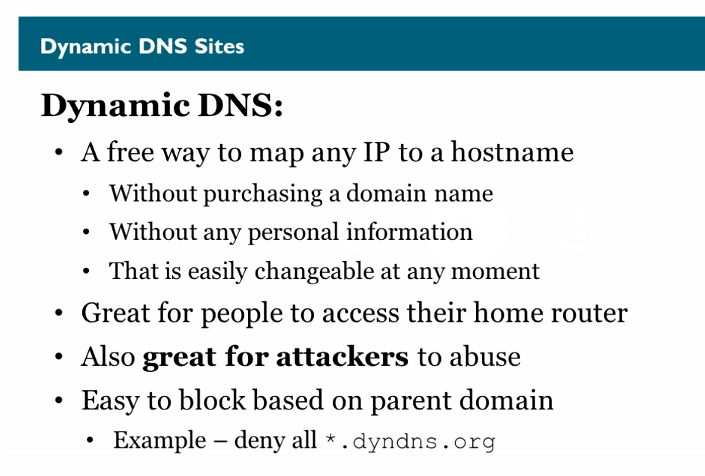 Dynamic DNS Sites
Dynamic DNS:
• A free way to map any IP to a hostname
• Without purchasing a domain name
• Without any personal information
• That is easily changeable at any moment
• Great for people to access their home router
• Also great for attackers to abuse
• Easy to block based on parent domain
• Example – deny all *.dyndns.org